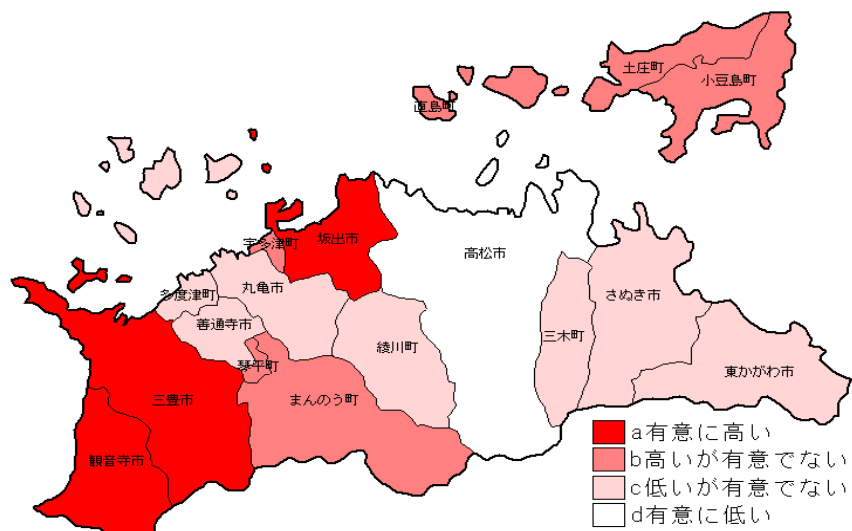 土庄町
小豆島町
直島町
宇多津町
坂出市
高松市
丸亀市
多度津町
さぬき市
善通寺市
三木町
綾川町
琴平町
東かがわ市
まんのう町
三豊市
観音寺市
a有意に高い
b高いが有意でない
c低いが有意でない
d有意に低い